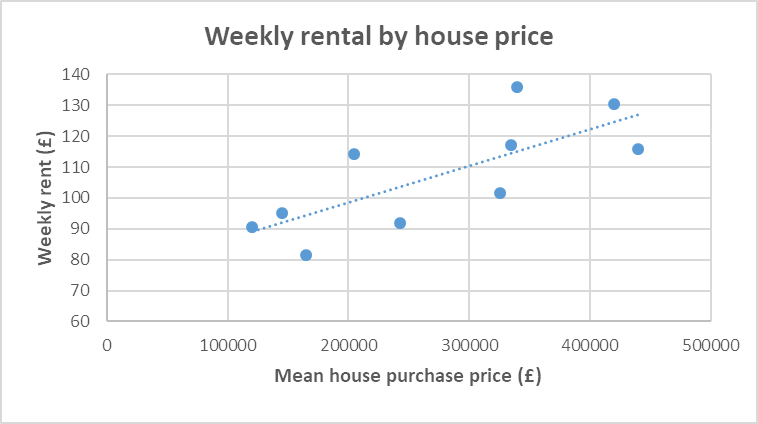 Weekly rental by house price
140
130
120
110
100
90
80
70
60
Weekly rent (£)
0 100000 200000 300000 400000 500000
Mean house purchase price (£)